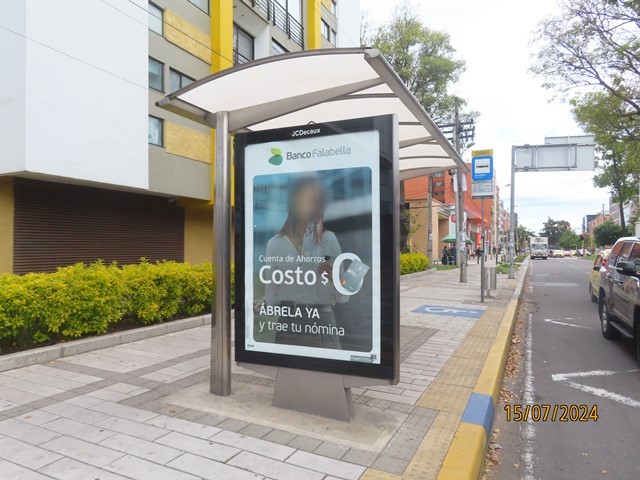 JCDecaux
Banco Falabella
Cuenta de Ahorros
Costo $0
ÁBRELA YA
y trae tu nómina
15/07/2024